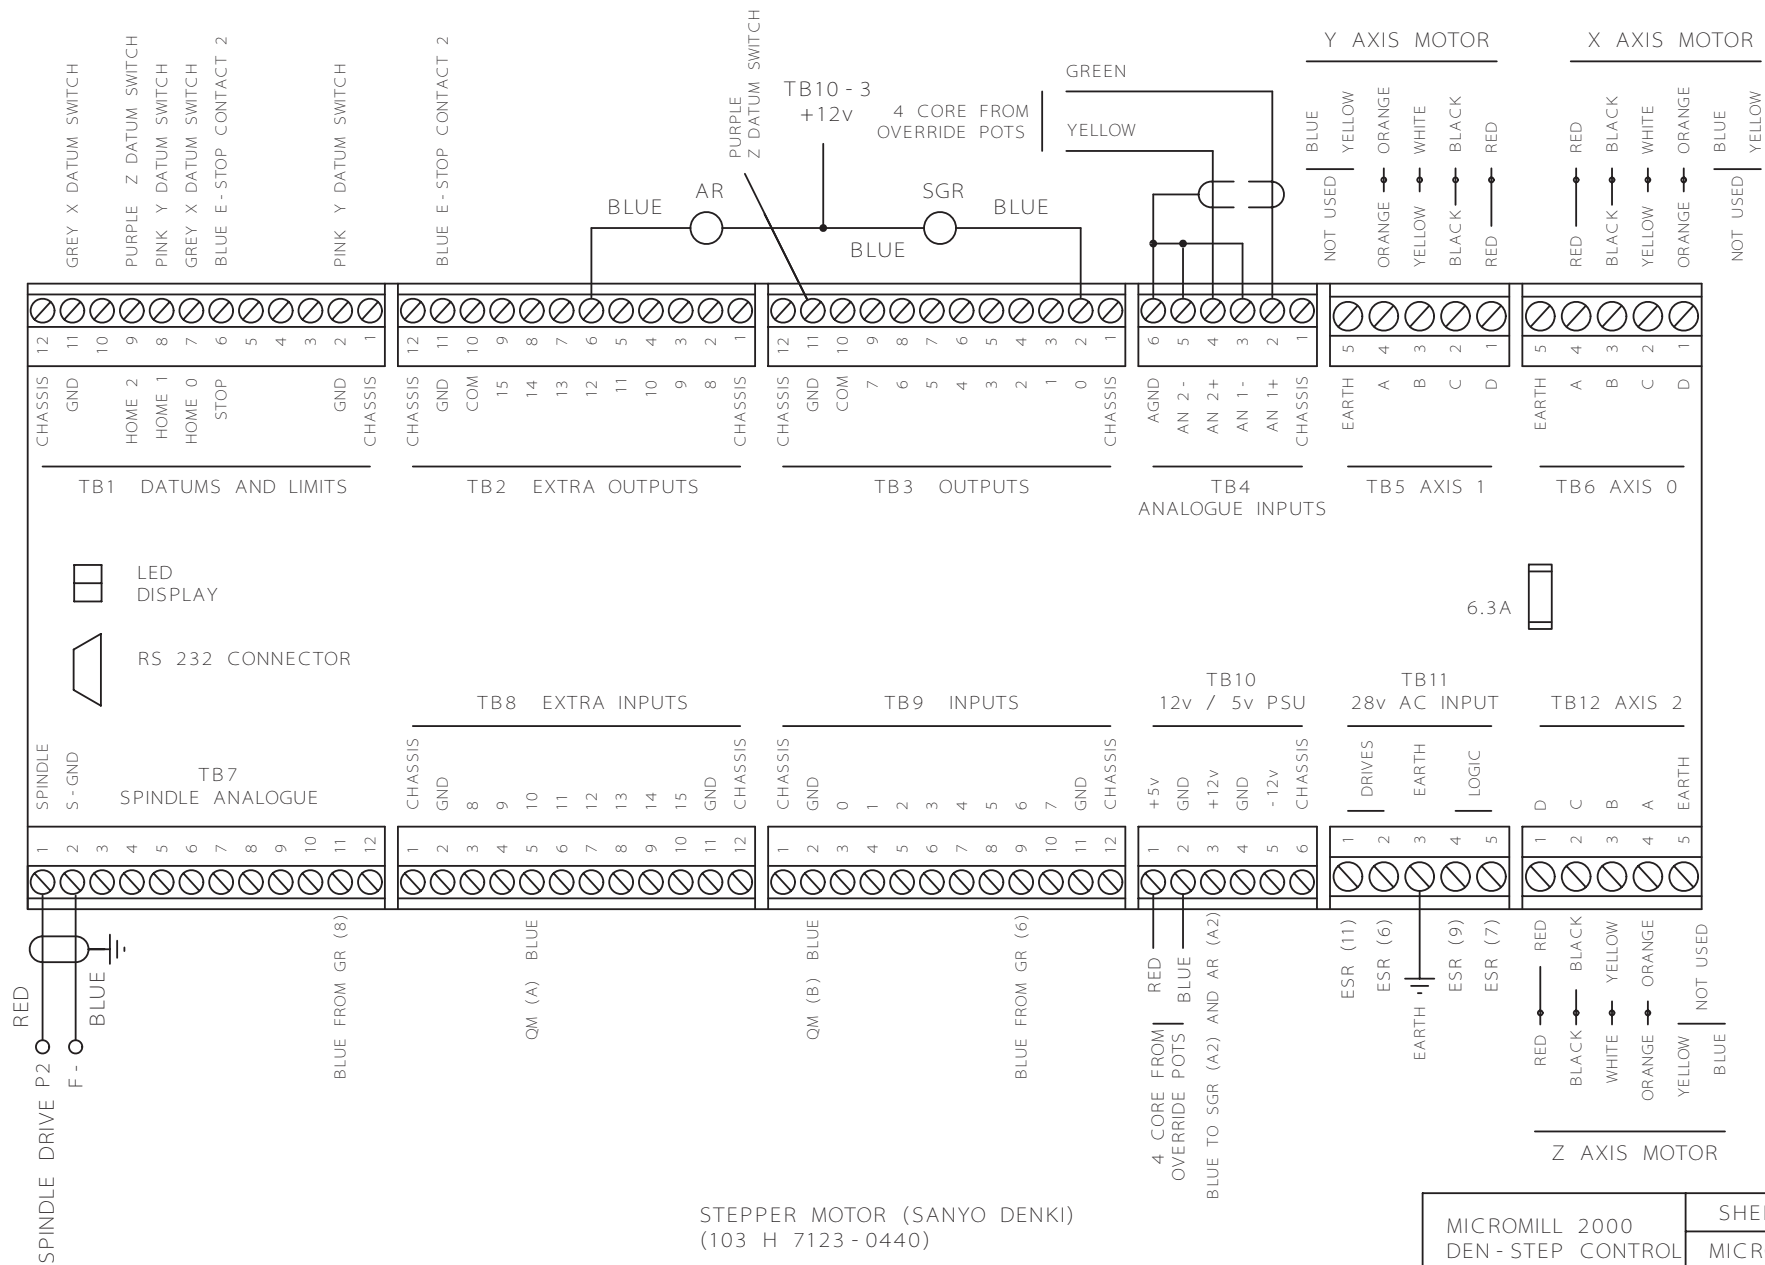 GREY X DATUM SWITCH
PURPLE Z DATUM SWITCH
PINK Y DATUM SWITCH
GREY X DATUM SWITCH
BLUE E-STOP CONTACT 2
PINK Y DATUM SWITCH
BLUE E-STOP CONTACT 2
PURPLE
Z DATUM SWITCH
TB10-3
+12v
4 CORE FROM
OVERRIDE POTS
GREEN
YELLOW
BLUE
AR
BLUE
SGR
BLUE
Y AXIS MOTOR
BLUE
YELLOW
ORANGE
WHITE
BLACK
RED
NOT USED
ORANGE
YELLOW
BLACK
RED
X AXIS MOTOR
RED
BLACK
WHITE
ORANGE
BLUE
YELLOW
RED
BLACK
YELLOW
ORANGE
NOT USED
12 11 10 9 8 7 6 5 4 3 2 1
CHASSIS GND HOME 2 HOME 1 HOME 0 STOP GND CHASSIS
TB1 DATUMS AND LIMITS
12 11 10 9 8 7 6 5 4 3 2 1
CHASSIS GND COM 15 14 13 12 11 10 9 8 CHASSIS
TB2 EXTRA OUTPUTS
12 11 10 9 8 7 6 5 4 3 2 1
CHASSIS GND COM 7 6 5 4 3 2 1 0 CHASSIS
TB3 OUTPUTS
6 5 4 3 2 1
AGND AN 2- AN 2+ AN 1- AN 1+ CHASSIS
TB4
ANALOGUE INPUTS
5 4 3 2 1
EARTH A B C D
TB5 AXIS 1
5 4 3 2 1
EARTH A B C D
TB6 AXIS 0
LED
DISPLAY
RS 232 CONNECTOR
6.3A
TB7
SPINDLE ANALOGUE
SPINDLE S-GND
1 2 3 4 5 6 7 8 9 10 11 12
TB8 EXTRA INPUTS
CHASSIS GND 8 9 10 11 12 13 14 15 GND CHASSIS
1 2 3 4 5 6 7 8 9 10 11 12
TB9 INPUTS
CHASSIS GND 0 1 2 3 4 5 6 7 GND CHASSIS
1 2 3 4 5 6 7 8 9 10 11 12
TB10
12v / 5v PSU
+5v GND +12v GND -12v CHASSIS
1 2 3 4 5 6
TB11
28v AC INPUT
DRIVES EARTH LOGIC
1 2 3 4 5
TB12 AXIS 2
D C B A EARTH
1 2 3 4 5
RED
BLUE
SPINDLE DRIVE P2
F-
BLUE FROM GR (8)
QM (A) BLUE
QM (B) BLUE
BLUE FROM GR (6)
RED
BLUE
4 CORE FROM
OVERRIDE POTS
BLUE TO SGR (A2) AND AR (A2)
ESR (11)
ESR (6)
EARTH
ESR (9)
ESR (7)
RED
BLACK
YELLOW
ORANGE
NOT USED
RED
BLACK
WHITE
ORANGE
YELLOW
BLUE
Z AXIS MOTOR
STEPPER MOTOR (SANYO DENKI)
(103 H 7123-0440)
MICROMILL 2000
DEN-STEP CONTROL